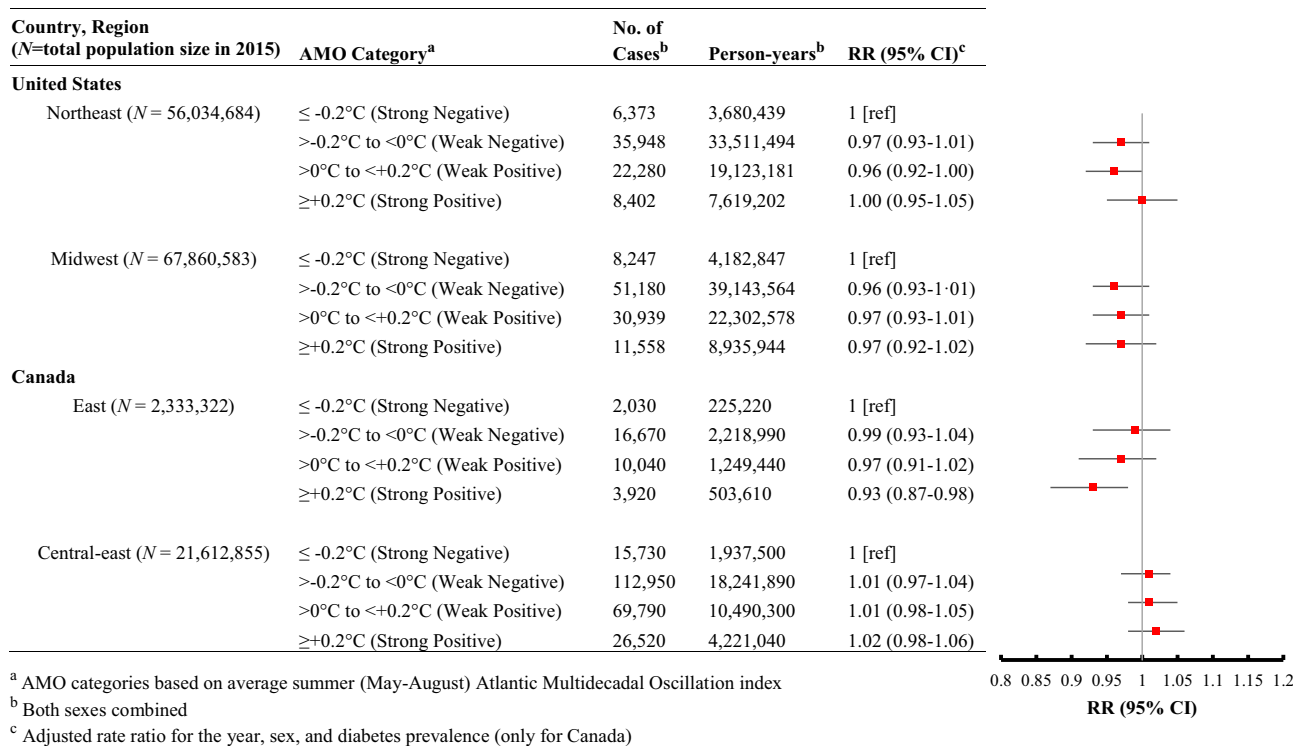 Country, Region
(N=total population size in 2015) AMO Category^a No. of Cases^b Person-years^b RR (95% CI)^c
United States
Northeast (N = 56,034,684) ≤ -0.2°C (Strong Negative) 6,373 3,680,439 1 [ref]
>-0.2°C to <0°C (Weak Negative) 35,948 33,511,494 0.97 (0.93-1.01)
>0°C to <+0.2°C (Weak Positive) 22,280 19,123,181 0.96 (0.92-1.00)
≥+0.2°C (Strong Positive) 8,402 7,619,202 1.00 (0.95-1.05)
Midwest (N = 67,860,583) ≤ -0.2°C (Strong Negative) 8,247 4,182,847 1 [ref]
>-0.2°C to <0°C (Weak Negative) 51,180 39,143,564 0.96 (0.93-1·01)
>0°C to <+0.2°C (Weak Positive) 30,939 22,302,578 0.97 (0.93-1.01)
≥+0.2°C (Strong Positive) 11,558 8,935,944 0.97 (0.92-1.02)
Canada
East (N = 2,333,322) ≤ -0.2°C (Strong Negative) 2,030 225,220 1 [ref]
>-0.2°C to <0°C (Weak Negative) 16,670 2,218,990 0.99 (0.93-1.04)
>0°C to <+0.2°C (Weak Positive) 10,040 1,249,440 0.97 (0.91-1.02)
≥+0.2°C (Strong Positive) 3,920 503,610 0.93 (0.87-0.98)
Central-east (N = 21,612,855) ≤ -0.2°C (Strong Negative) 15,730 1,937,500 1 [ref]
>-0.2°C to <0°C (Weak Negative) 112,950 18,241,890 1.01 (0.97-1.04)
>0°C to <+0.2°C (Weak Positive) 69,790 10,490,300 1.01 (0.98-1.05)
≥+0.2°C (Strong Positive) 26,520 4,221,040 1.02 (0.98-1.06)
0.8 0.85 0.9 0.95 1 1.05 1.1 1.15 1.2
RR (95% CI)
^a AMO categories based on average summer (May-August) Atlantic Multidecadal Oscillation index
^b Both sexes combined
^c Adjusted rate ratio for the year, sex, and diabetes prevalence (only for Canada)